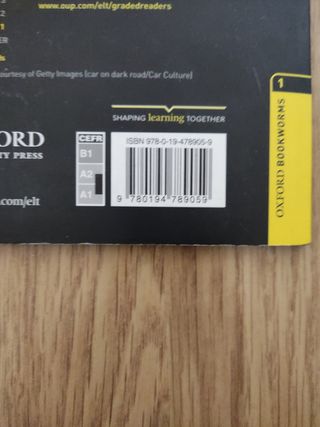 www.oup.com/elt/gradedreaders
2
1
ER
ds
ourtesy of Getty Images (car on dark road/Car Culture)
SHAPING learning TOGETHER
ORD
TY PRESS
.com/elt
CEFR
B1
A2
A1
ISBN 978-0-19-478905-9
9 780194 789059
1
OXFORD BOOKWORMS